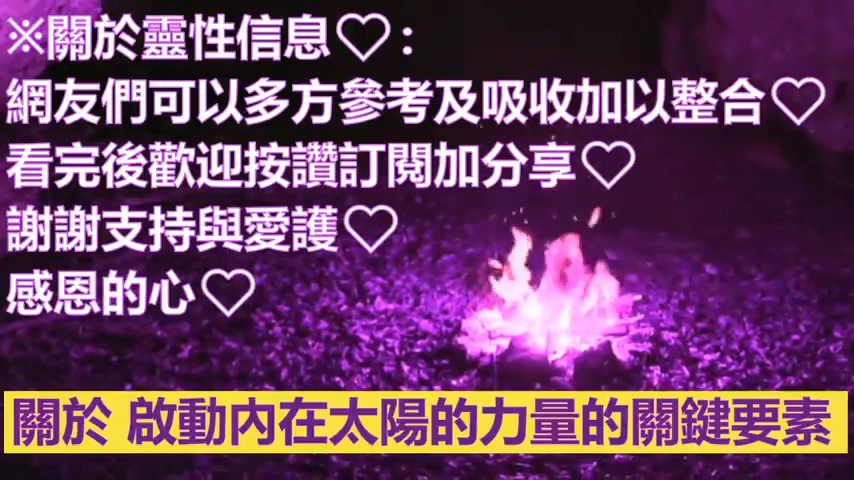 ※關於靈性信息♡:
網友們可以多方參考及吸收加以整合♡
看完後歡迎按讚訂閱加分享♡
謝謝支持與愛護♡
感恩的心♡
關於 啟動內在太陽的力量的關鍵要素